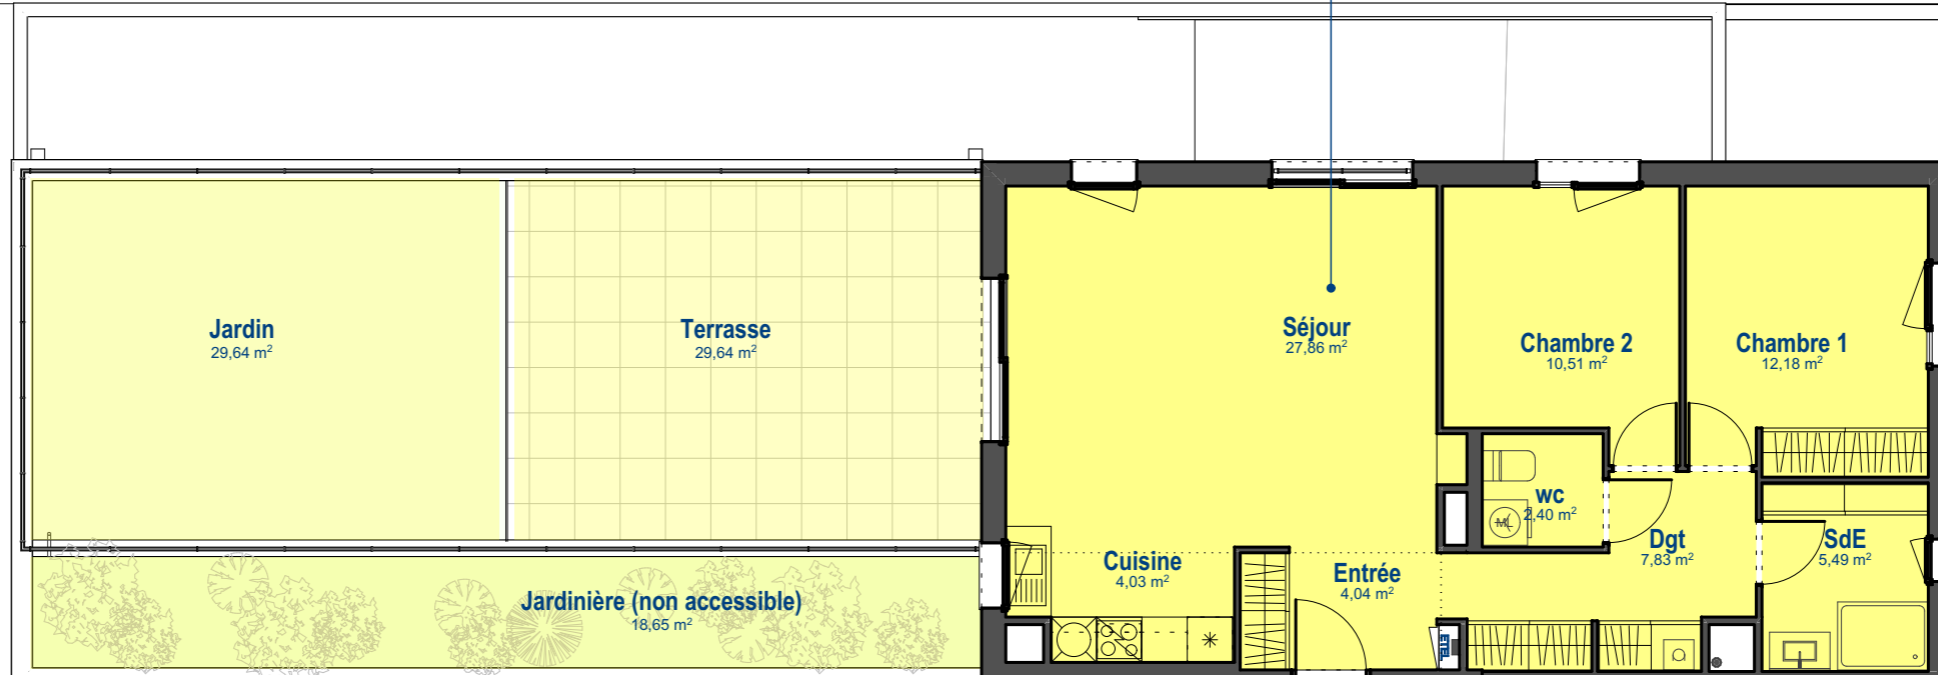 Jardin
29,64 m²
Terrasse
29,64 m²
Séjour
27,86 m²
Chambre 2
10,51 m²
Chambre 1
12,18 m²
wc
2,40 m²
ML
Cuisine
4,03 m²
Entrée
4,04 m²
Dgt
7,83 m²
SdE
5,49 m²
Jardinière (non accessible)
18,65 m²
ETEL